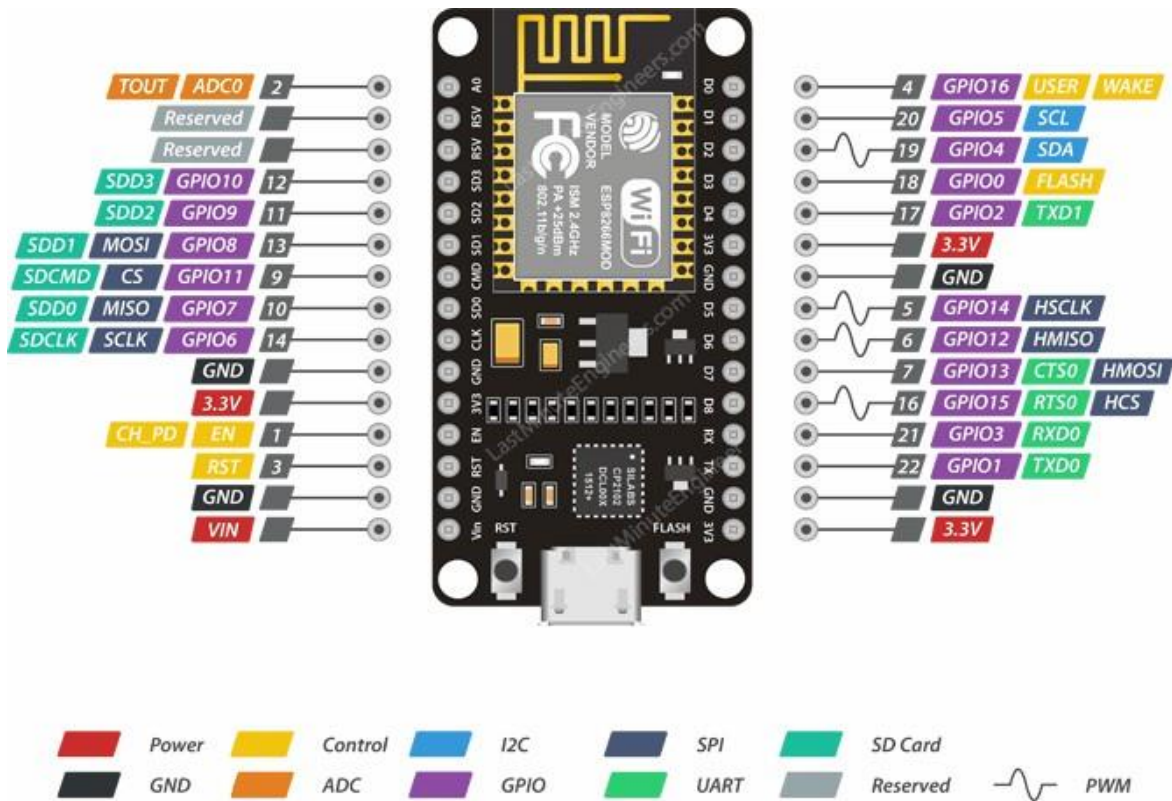 TOUT ADC0 2
Reserved
Reserved
SDD3 GPIO10 12
SDD2 GPIO9 11
SDD1 MOSI GPIO8 13
SDCMD CS GPIO11 9
SDD0 MISO GPIO7 10
SDCLK SCLK GPIO6 14
GND
3.3V
CH_PD EN 1
RST 3
GND
VIN
A0
RSV
RSV
SD3
SD2
SD1
CMD
SD0
CLK
GND
3V3
EN
RST
GND
Vin
LastMinuteEngineers.com
MODEL
VENDOR
FC
ISM 2.4GHz
PA +25dBm
802.11b/g/n
WiFi
ESP8266MOD
SILABS
CP2102
DCL00X
1512+
RST
FLASH
D0
D1
D2
D3
D4
3V3
GND
D5
D6
D7
D8
RX
TX
GND
3V3
4 GPIO16 USER WAKE
20 GPIO5 SCL
19 GPIO4 SDA
18 GPIO0 FLASH
17 GPIO2 TXD1
3.3V
GND
5 GPIO14 HSCLK
6 GPIO12 HMISO
7 GPIO13 CTS0 HMOSI
16 GPIO15 RTS0 HCS
21 GPIO3 RXD0
22 GPIO1 TXD0
GND
3.3V
Power Control I2C SPI SD Card
GND ADC GPIO UART Reserved PWM